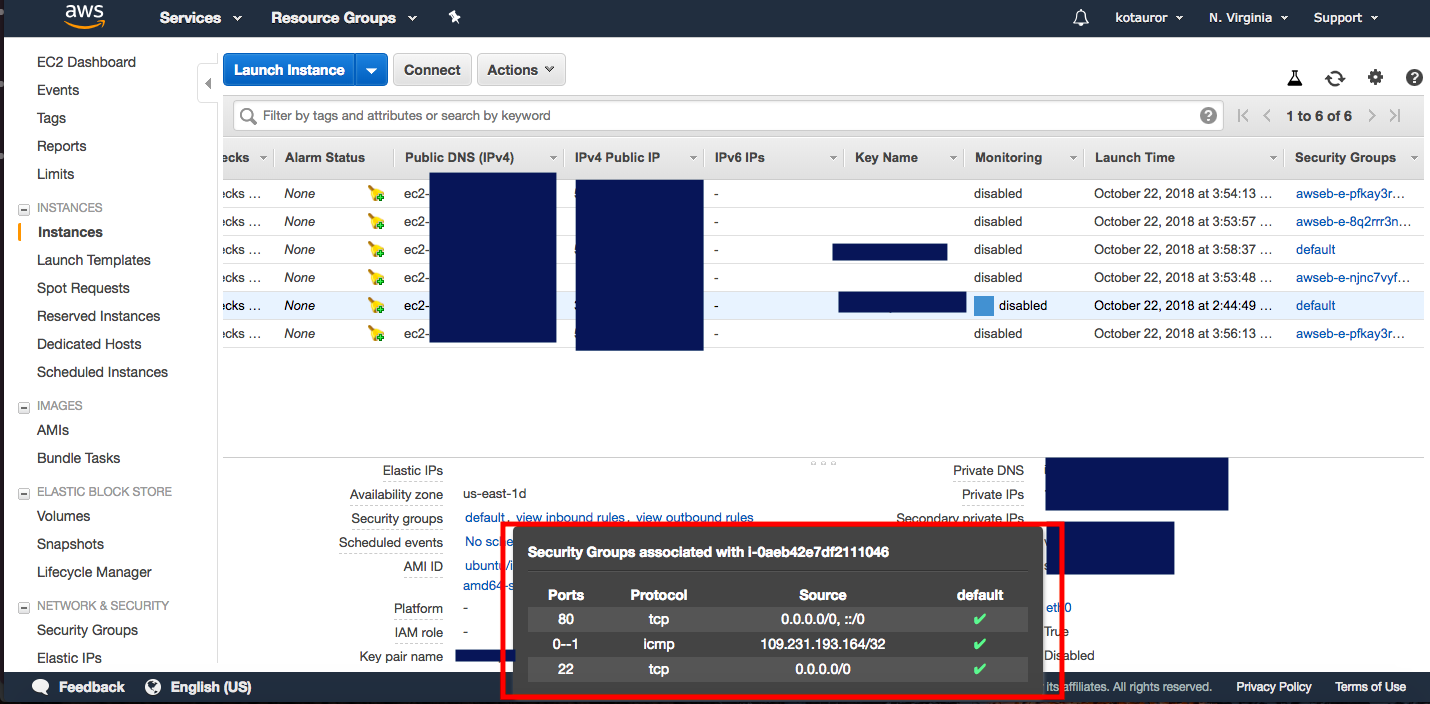 aws Services Resource Groups kotauror N. Virginia Support
EC2 Dashboard
Events
Tags
Reports
Limits
INSTANCES
Instances
Launch Templates
Spot Requests
Reserved Instances
Dedicated Hosts
Scheduled Instances
IMAGES
AMIs
Bundle Tasks
ELASTIC BLOCK STORE
Volumes
Snapshots
Lifecycle Manager
NETWORK & SECURITY
Security Groups
Elastic IPs
Launch Instance Connect Actions
Filter by tags and attributes or search by keyword 1 to 6 of 6
ecks Alarm Status Public DNS (IPv4) IPv4 Public IP IPv6 IPs Key Name Monitoring Launch Time Security Groups
cks ... None ec2- - disabled October 22, 2018 at 3:54:13 ... awseb-e-pfkay3r...
cks ... None ec2- - disabled October 22, 2018 at 3:53:57 ... awseb-e-8q2rrr3n...
cks ... None ec2- - disabled October 22, 2018 at 3:58:37 ... default
cks ... None ec2- - disabled October 22, 2018 at 3:53:48 ... awseb-e-njnc7vyf...
cks ... None ec2- - disabled October 22, 2018 at 2:44:49 ... default
cks ... None ec2- - disabled October 22, 2018 at 3:56:13 ... awseb-e-pfkay3r...
Elastic IPs Private DNS
Availability zone us-east-1d Private IPs
Security groups default, view inbound rules, view outbound rules Secondary private IPs
Scheduled events No sche
AMI ID ubuntu/i
amd64-s
Platform - eth0
IAM role - True
Key pair name Disabled
Security Groups associated with i-0aeb42e7df2111046
Ports Protocol Source default
80 tcp 0.0.0.0/0, ::/0 ✔
0--1 icmp 109.231.193.164/32 ✔
22 tcp 0.0.0.0/0 ✔
Feedback English (US) its affiliates. All rights reserved. Privacy Policy Terms of Use